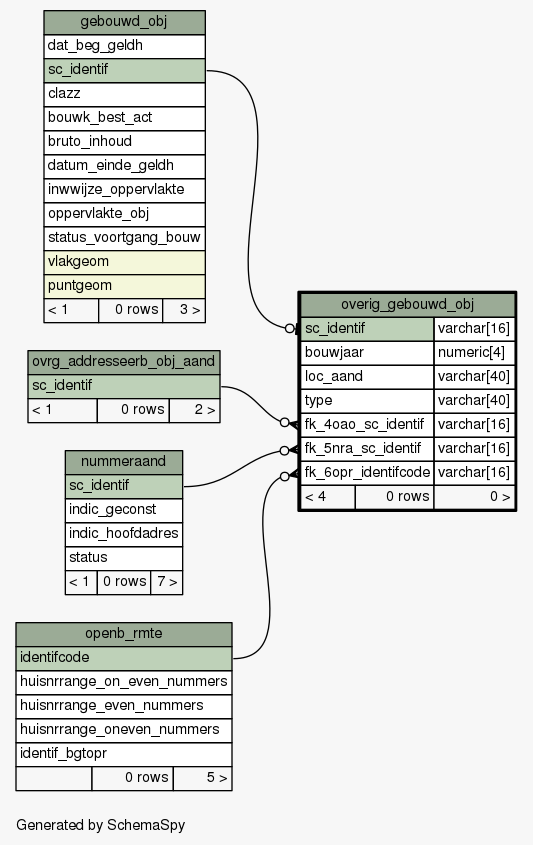 gebouwd_obj
dat_beg_geldh
sc_identif
clazz
bouwk_best_act
bruto_inhoud
datum_einde_geldh
inwwijze_oppervlakte
oppervlakte_obj
status_voortgang_bouw
vlakgeom
puntgeom
< 1 0 rows 3 >
overig_gebouwd_obj
sc_identif varchar[16]
bouwjaar numeric[4]
loc_aand varchar[40]
type varchar[40]
fk_4oao_sc_identif varchar[16]
fk_5nra_sc_identif varchar[16]
fk_6opr_identifcode varchar[16]
< 4 0 rows 0 >
ovrg_addresseerb_obj_aand
sc_identif
< 1 0 rows 2 >
nummeraand
sc_identif
indic_geconst
indic_hoofdadres
status
< 1 0 rows 7 >
openb_rmte
identifcode
huisnrrange_on_even_nummers
huisnrrange_even_nummers
huisnrrange_oneven_nummers
identif_bgtopr
0 rows 5 >
Generated by SchemaSpy